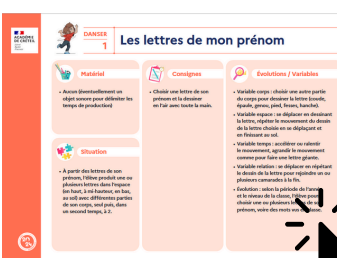 ACADÉMIE
DE CRÉTEIL
DANSER
1
Les lettres de mon prénom
Matériel
• Aucun (éventuellement un
objet sonore pour délimiter les
temps de production)
Situation
• À partir des lettres de son
prénom, l'élève produit une ou
plusieurs lettres dans l'espace
(en haut, à mi-hauteur, en bas,
au sol) avec différentes parties
de son corps, seul puis, dans
un second temps, à 2.
Consignes
• Choisir une lettre de son
prénom et la dessiner
en l'air avec toute la main.
Évolutions / Variables
• Variable corps : choisir une autre partie
du corps pour dessiner la lettre (coude,
épaule, genou, pied, fesses, hanche).
• Variable espace : se déplacer en dessinant
la lettre, répéter le mouvement du dessin
de la lettre choisie en se déplaçant et
en finissant au sol.
• Variable temps : accélérer ou ralentir
le mouvement, agrandir le mouvement
comme pour faire une lettre géante.
• Variable relation : se déplacer en répétant
le dessin de la lettre pour rejoindre un ou
plusieurs camarades à la fin.
• Évolution : selon la période de l'année
et le niveau de la classe, l'élève
choisir une ou plusieurs de son
prénom, voire des mots vus classe.